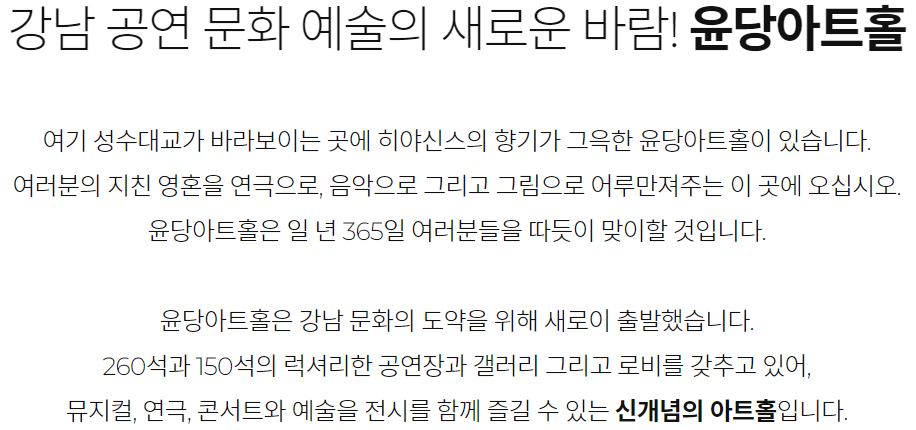 강남 공연 문화 예술의 새로운 바람! 윤당아트홀
여기 성수대교가 바라보이는 곳에 히야신스의 향기가 그윽한 윤당아트홀이 있습니다.
여러분의 지친 영혼을 연극으로, 음악으로 그리고 그림으로 어루만져주는 이 곳에 오십시오.
윤당아트홀은 일 년 365일 여러분들을 따듯이 맞이할 것입니다.
윤당아트홀은 강남 문화의 도약을 위해 새로이 출발했습니다.
260석과 150석의 럭셔리한 공연장과 갤러리 그리고 로비를 갖추고 있어,
뮤지컬, 연극, 콘서트와 예술을 전시를 함께 즐길 수 있는 신개념의 아트홀입니다.